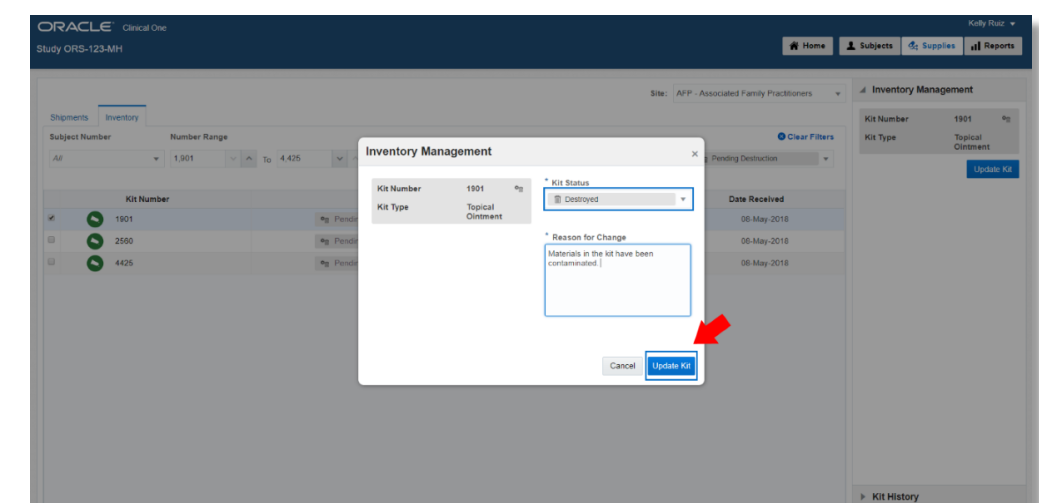 ORACLE Clinical One
Kelly Ruiz
Study ORS-123-MH
Home
Subjects
Supplies
Reports
Site: AFP - Associated Family Practitioners
Shipments Inventory
Subject Number Number Range
Clear Filters
All 1,901 To 4,425
Pending Destruction
Kit Number
Date Received
1901
08-May-2018
2560
08-May-2018
4425
08-May-2018
Inventory Management
×
Kit Number 1901
Kit Type Topical
Ointment
* Kit Status
Destroyed
* Reason for Change
Materials in the kit have been
contaminated.
Cancel Update Kit
Inventory Management
Kit Number 1901
Kit Type Topical
Ointment
Update Kit
Kit History